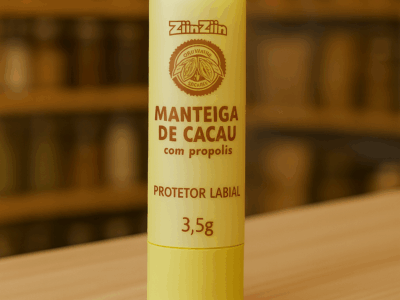 ZiinZiin
MANTEIGA
DE CACAU
com propolis
PROTETOR LABIAL
3,5g